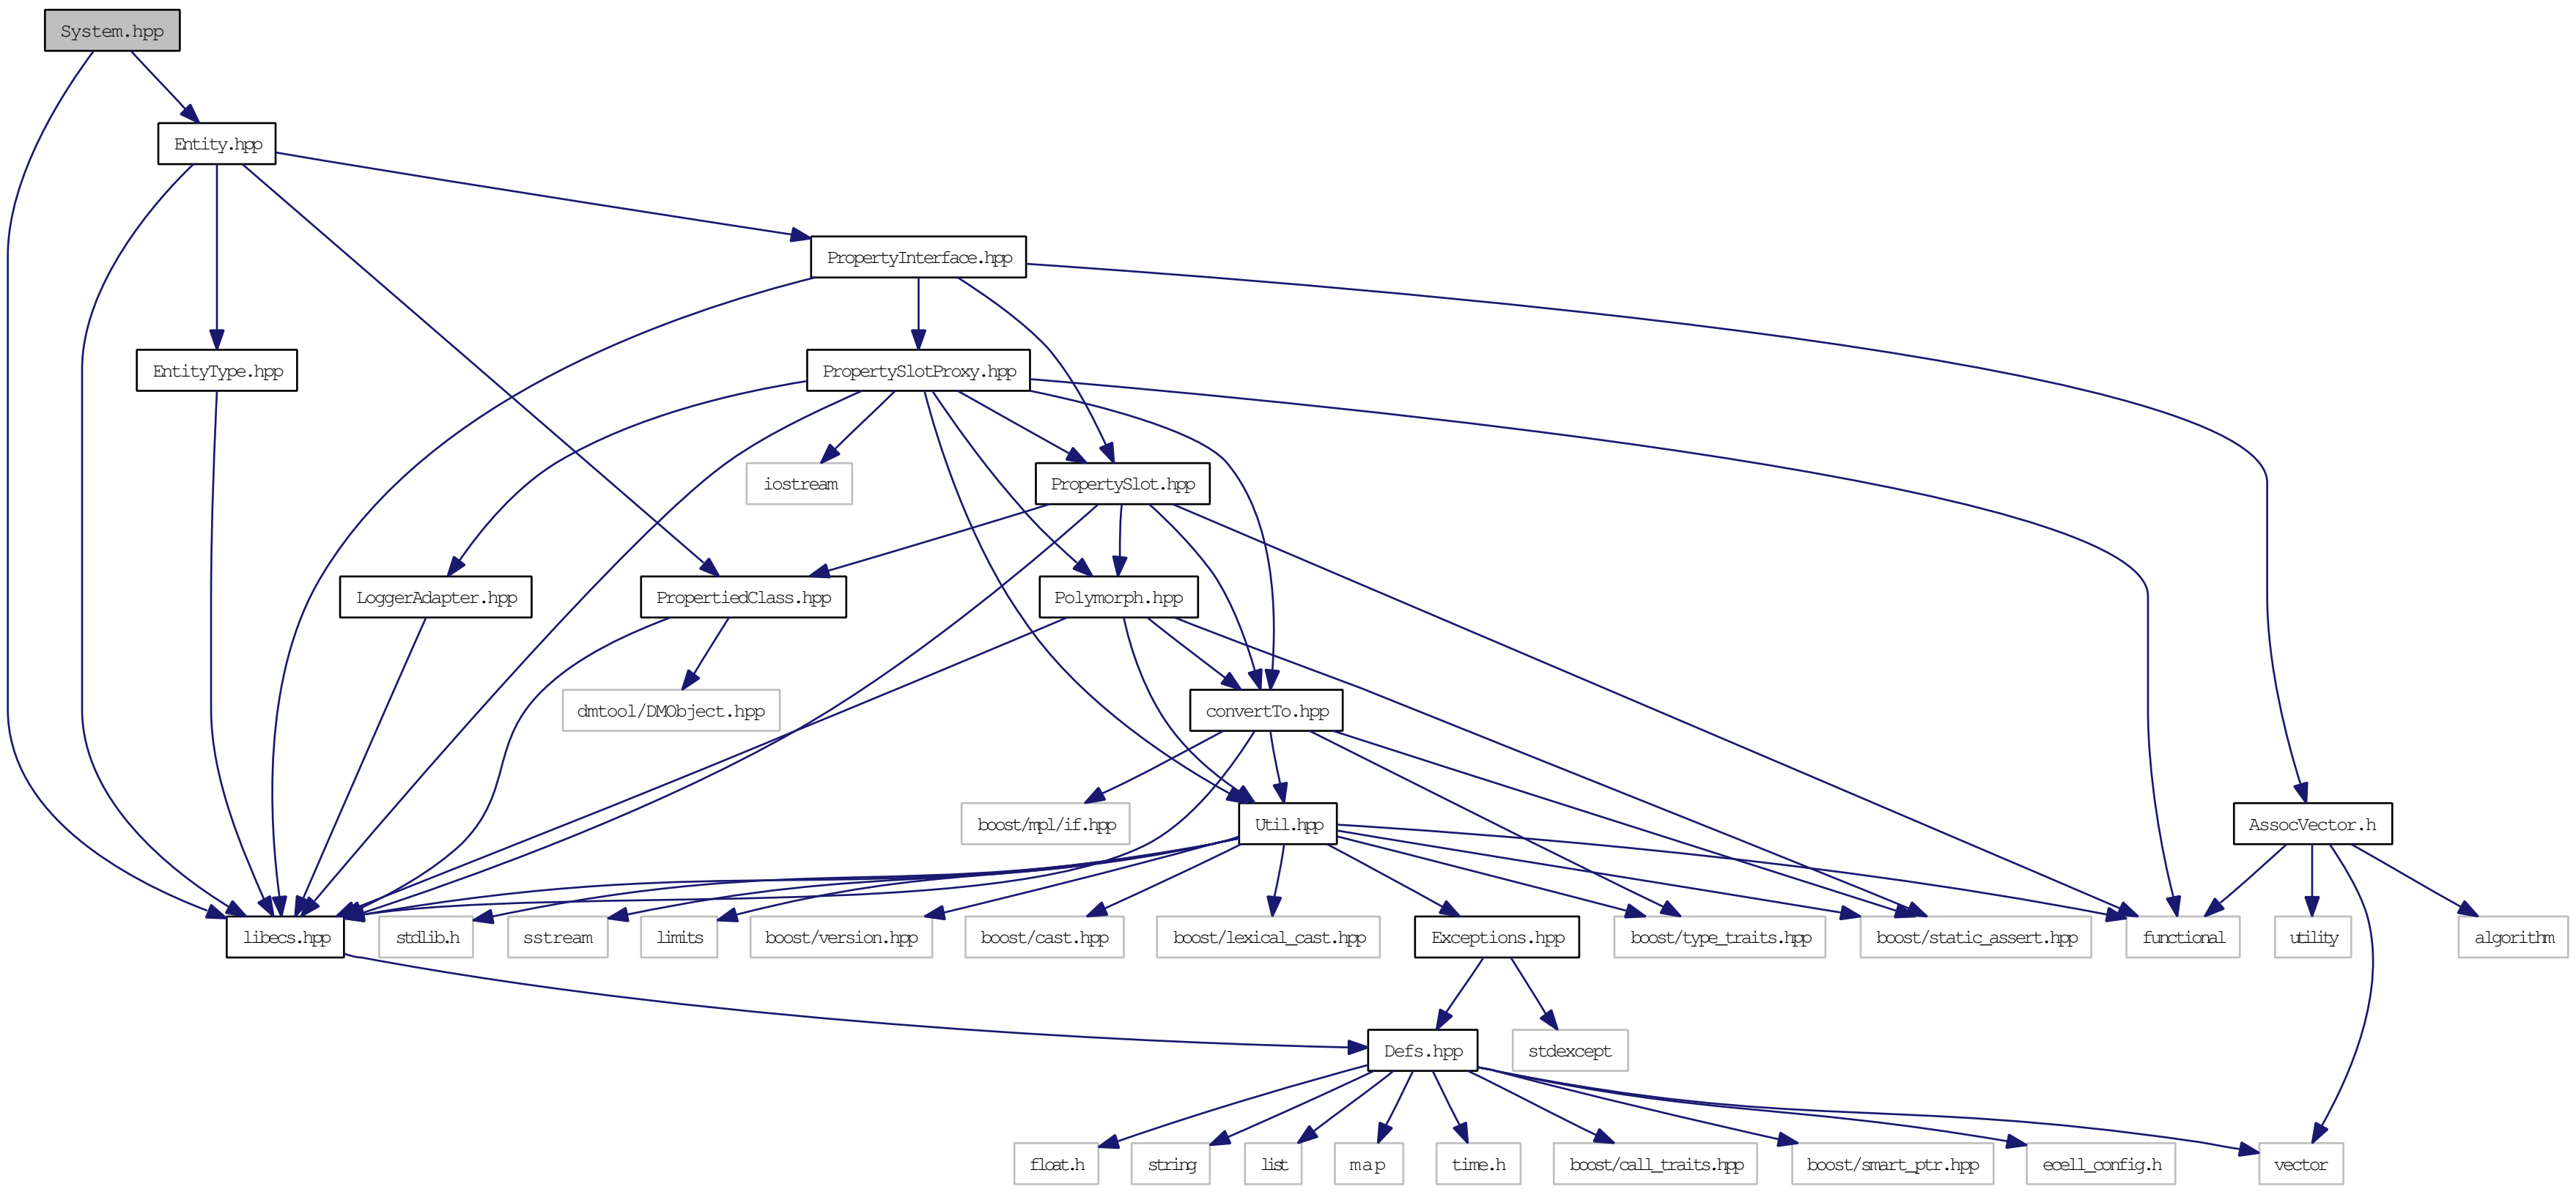 System.hpp
Entity.hpp
PropertyInterface.hpp
EntityType.hpp
PropertySlotProxy.hpp
iostream
PropertySlot.hpp
LoggerAdapter.hpp
PropertiedClass.hpp
Polymorph.hpp
dmtool/DMObject.hpp
convertTo.hpp
boost/mpl/if.hpp
Util.hpp
AssocVector.h
libecs.hpp
stdlib.h
sstream
limits
boost/version.hpp
boost/cast.hpp
boost/lexical_cast.hpp
Exceptions.hpp
boost/type_traits.hpp
boost/static_assert.hpp
functional
utility
algorithm
Defs.hpp
stdexcept
float.h
string
list
map
time.h
boost/call_traits.hpp
boost/smart_ptr.hpp
ecell_config.h
vector